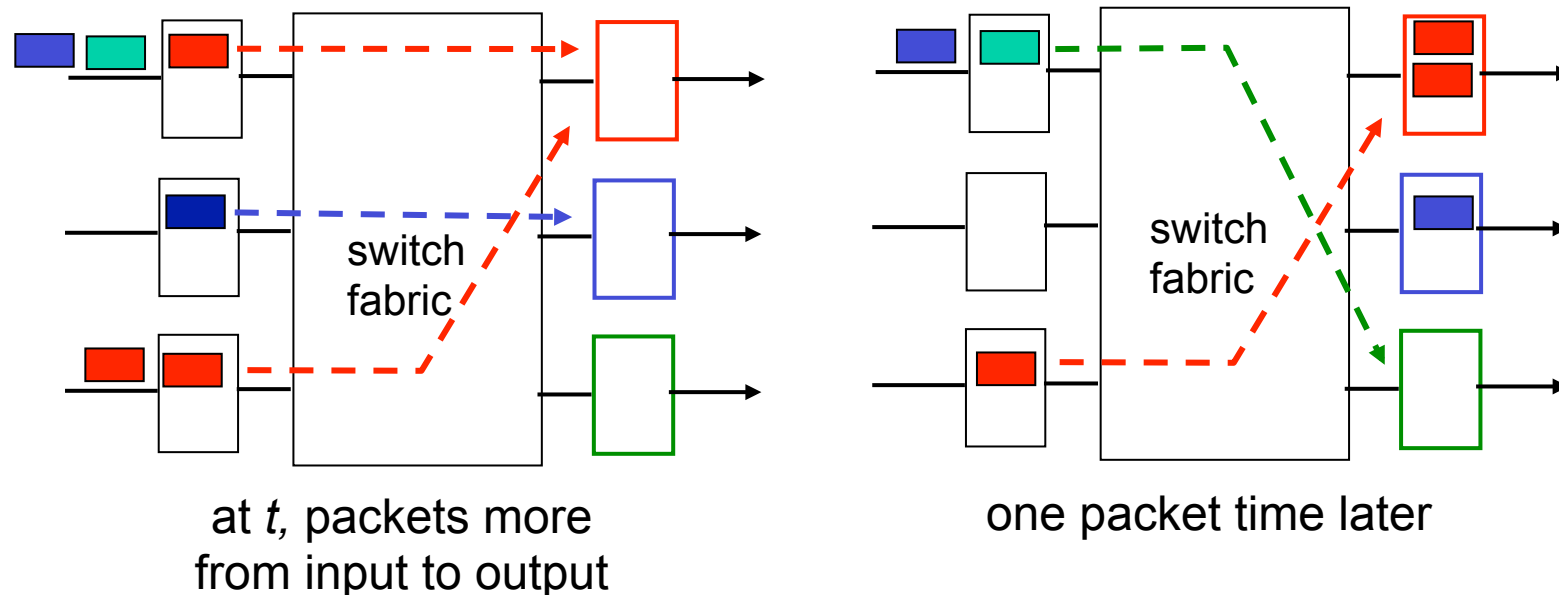 switch
fabric
at t, packets more
from input to output
switch
fabric
one packet time later